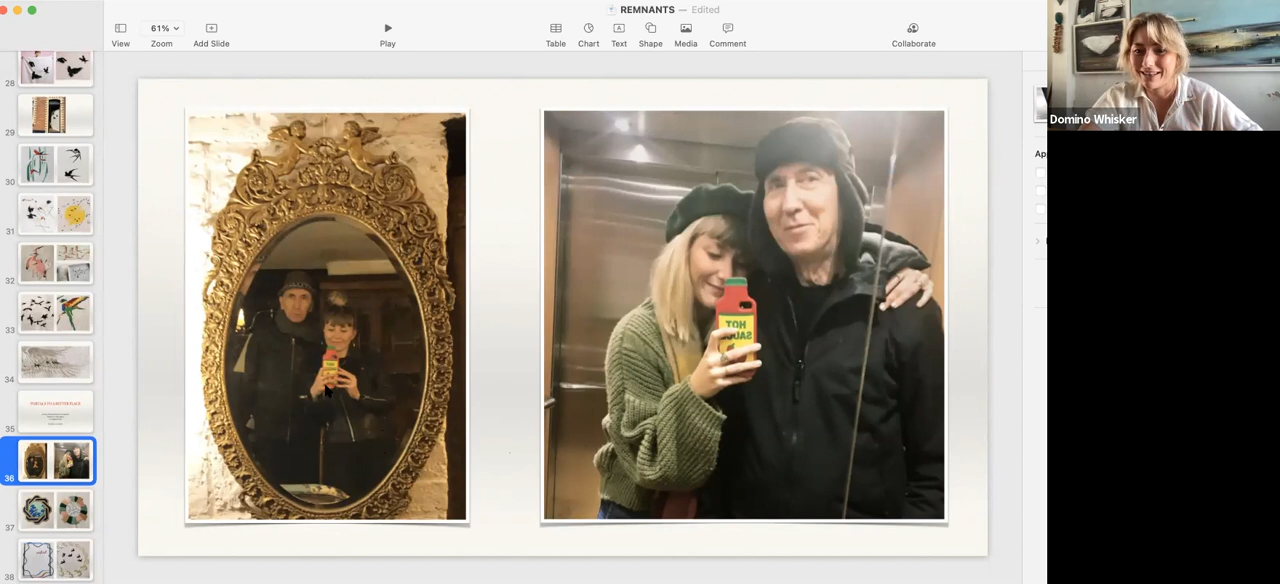 REMNANTS — Edited
61%
View
Zoom
Add Slide
Play
Table
Chart
Text
Shape
Media
Comment
Collaborate
Domino Whisker
28
29
30
31
32
33
34
35
36
37
38
HOT
SAUCE